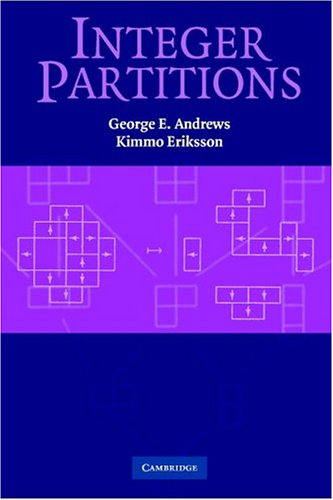 INTEGER
PARTITIONS
George E. Andrews
Kimmo Eriksson
CAMBRIDGE